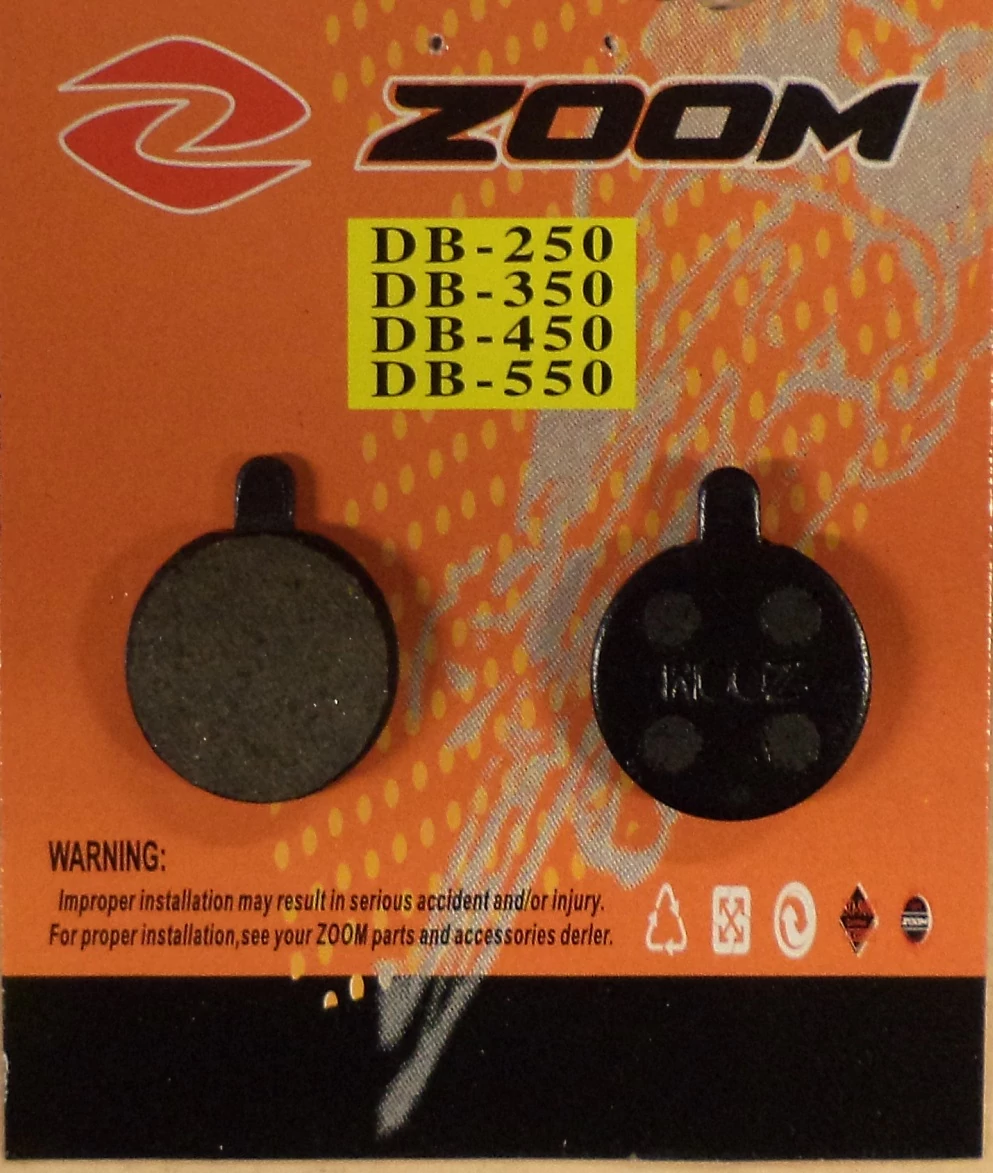 ZOOM
DB-250
DB-350
DB-450
DB-550
ZOOM
WARNING:
Improper installation may result in serious accident and/or injury.
For proper installation,see your ZOOM parts and accessories derler.